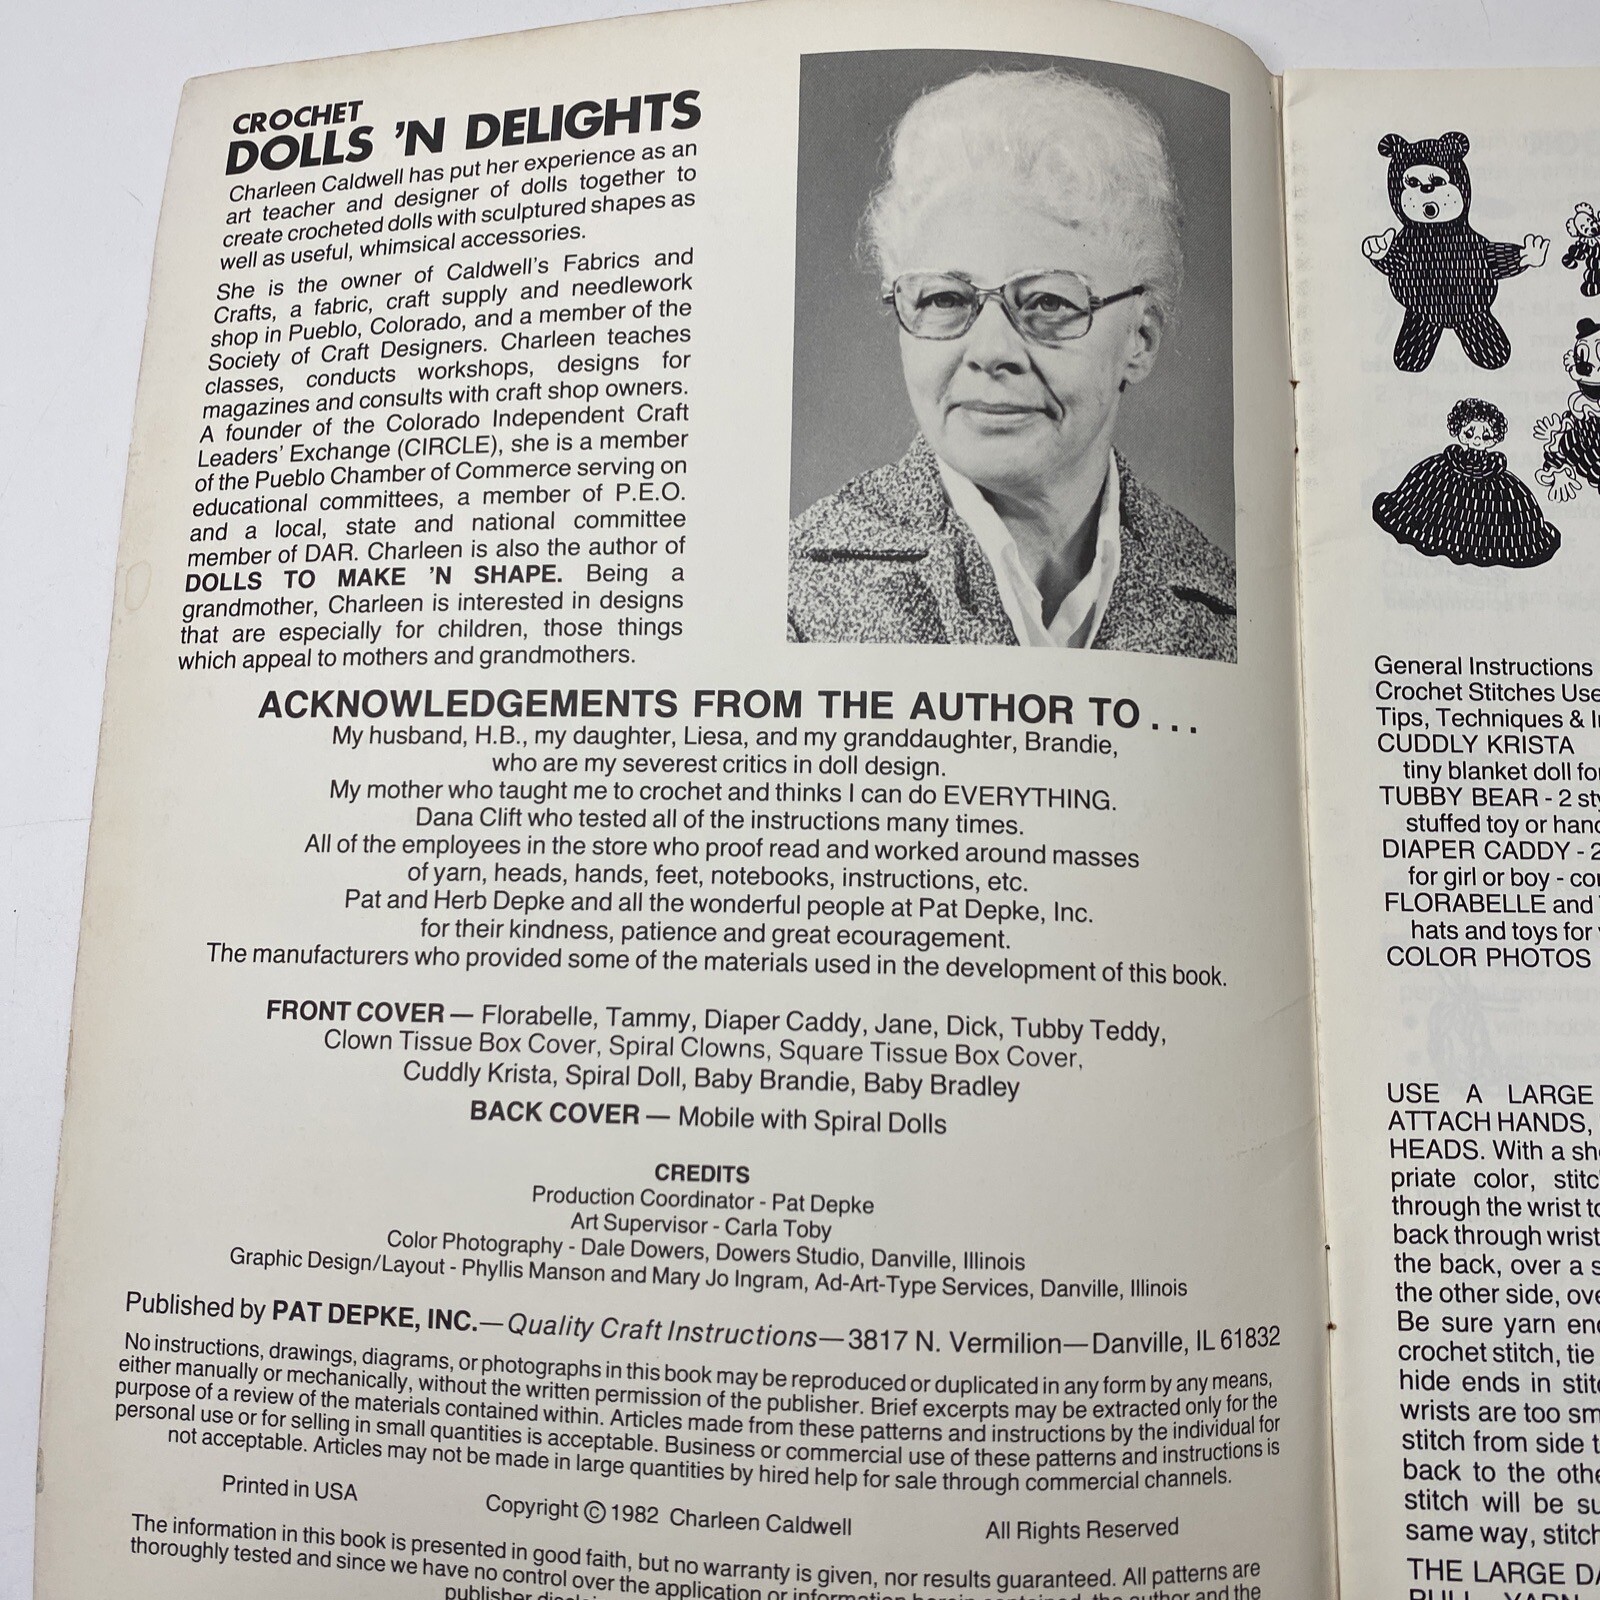 CROCHET
DOLLS 'N DELIGHTS
Charleen Caldwell has put her experience as an
art teacher and designer of dolls together to
create crocheted dolls with sculptured shapes as
well as useful, whimsical accessories.
She is the owner of Caldwell's Fabrics and
Crafts, a fabric, craft supply and needlework
shop in Pueblo, Colorado, and a member of the
Society of Craft Designers. Charleen teaches
classes, conducts workshops, designs for
magazines and consults with craft shop owners.
A founder of the Colorado Independent Craft
Leaders' Exchange (CIRCLE), she is a member
of the Pueblo Chamber of Commerce serving on
educational committees, a member of P.E.O.
and a local, state and national committee
member of DAR. Charleen is also the author of
DOLLS TO MAKE 'N SHAPE. Being a
grandmother, Charleen is interested in designs
that are especially for children, those things
which appeal to mothers and grandmothers.
ACKNOWLEDGEMENTS FROM THE AUTHOR TO . . .
My husband, H.B., my daughter, Liesa, and my granddaughter, Brandie,
who are my severest critics in doll design.
My mother who taught me to crochet and thinks I can do EVERYTHING.
Dana Clift who tested all of the instructions many times.
All of the employees in the store who proof read and worked around masses
of yarn, heads, hands, feet, notebooks, instructions, etc.
Pat and Herb Depke and all the wonderful people at Pat Depke, Inc.
for their kindness, patience and great ecouragement.
The manufacturers who provided some of the materials used in the development of this book.
FRONT COVER — Florabelle, Tammy, Diaper Caddy, Jane, Dick, Tubby Teddy,
Clown Tissue Box Cover, Spiral Clowns, Square Tissue Box Cover,
Cuddly Krista, Spiral Doll, Baby Brandie, Baby Bradley
BACK COVER — Mobile with Spiral Dolls
CREDITS
Production Coordinator - Pat Depke
Art Supervisor - Carla Toby
Color Photography - Dale Dowers, Dowers Studio, Danville, Illinois
Graphic Design/Layout - Phyllis Manson and Mary Jo Ingram, Ad-Art-Type Services, Danville, Illinois
Published by PAT DEPKE, INC.—Quality Craft Instructions—3817 N. Vermilion—Danville, IL 61832
No instructions, drawings, diagrams, or photographs in this book may be reproduced or duplicated in any form by any means,
either manually or mechanically, without the written permission of the publisher. Brief excerpts may be extracted only for the
purpose of a review of the materials contained within. Articles made from these patterns and instructions by the individual for
personal use or for selling in small quantities is acceptable. Business or commercial use of these patterns and instructions is
not acceptable. Articles may not be made in large quantities by hired help for sale through commercial channels.
Printed in USA Copyright © 1982 Charleen Caldwell All Rights Reserved
The information in this book is presented in good faith, but no warranty is given, nor results guaranteed. All patterns are
thoroughly tested and since we have no control over the application or information herein contained, the author and the
publisher
General Instructions
Crochet Stitches Use
Tips, Techniques &
CUDDLY KRISTA
tiny blanket doll fo
TUBBY BEAR - 2 sty
stuffed toy or hand
DIAPER CADDY - 2
for girl or boy - co
FLORABELLE and
hats and toys for
COLOR PHOTOS
USE A LARGE
ATTACH HANDS,
HEADS. With a sh
priate color, stitc
through the wrist to
back through wrist
the back, over a s
the other side, ove
Be sure yarn en
crochet stitch, tie
hide ends in stit
wrists are too sm
stitch from side t
back to the othe
stitch will be su
same way, stitch
THE LARGE DA
PULL YARN